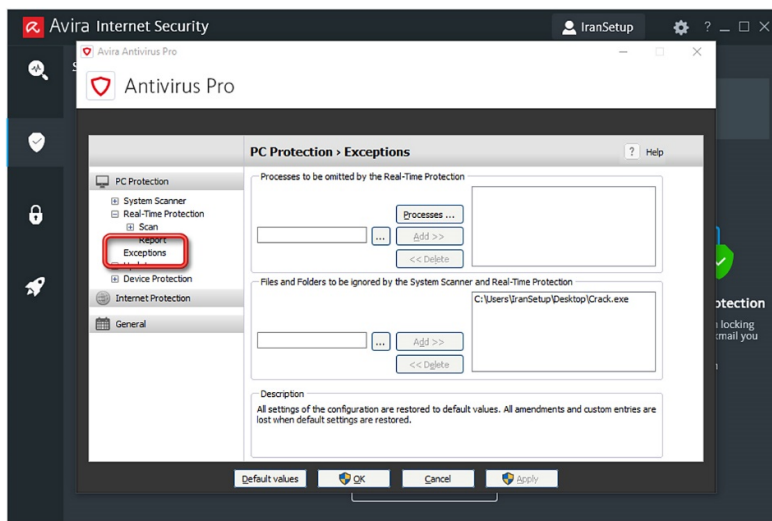 Avira Internet Security
IranSetup
?
Avira Antivirus Pro
Antivirus Pro
PC Protection › Exceptions
? Help
PC Protection
System Scanner
Real-Time Protection
Scan
Report
Exceptions
Device Protection
Internet Protection
General
Processes to be omitted by the Real-Time Protection
Processes ...
...
Add >>
<< Delete
Files and Folders to be ignored by the System Scanner and Real-Time Protection
C:\Users\IranSetup\Desktop\Crack.exe
...
Add >>
<< Delete
Description
All settings of the configuration are restored to default values. All amendments and custom entries are
lost when default settings are restored.
Default values
OK
Cancel
Apply
otection
locking
mail you